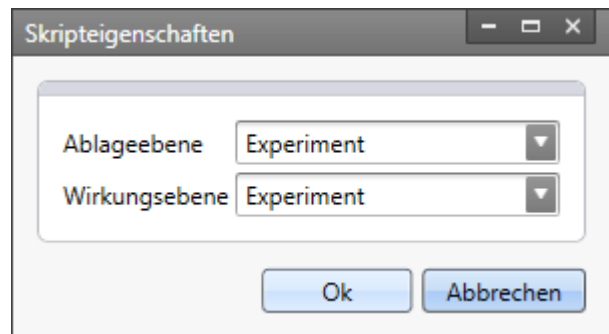 Skripteigenschaften
Ablageebene Experiment
Wirkungsebene Experiment
Ok Abbrechen